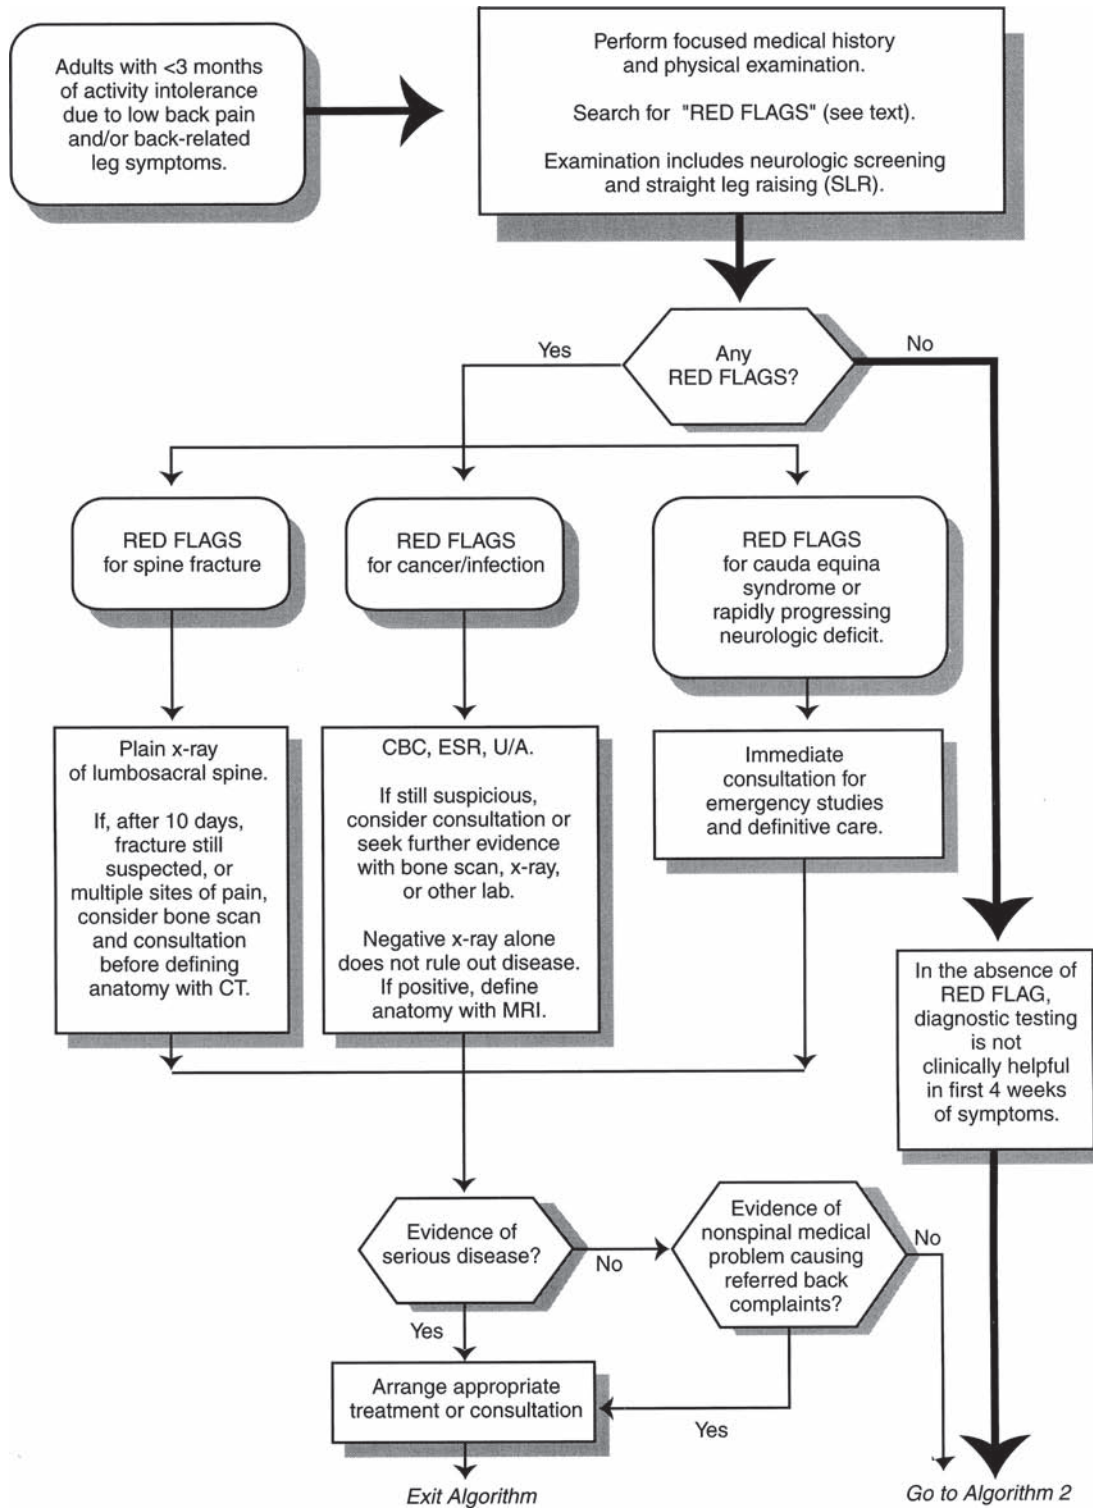 Adults with <3 months
of activity intolerance
due to low back pain
and/or back-related
leg symptoms.
Perform focused medical history
and physical examination.
Search for "RED FLAGS" (see text).
Examination includes neurologic screening
and straight leg raising (SLR).
Any
RED FLAGS?
Yes
No
RED FLAGS
for spine fracture
RED FLAGS
for cancer/infection
RED FLAGS
for cauda equina
syndrome or
rapidly progressing
neurologic deficit.
Plain x-ray
of lumbosacral spine.
If, after 10 days,
fracture still
suspected, or
multiple sites of pain,
consider bone scan
and consultation
before defining
anatomy with CT.
CBC, ESR, U/A.
If still suspicious,
consider consultation or
seek further evidence
with bone scan, x-ray,
or other lab.
Negative x-ray alone
does not rule out disease.
If positive, define
anatomy with MRI.
Immediate
consultation for
emergency studies
and definitive care.
In the absence of
RED FLAG,
diagnostic testing
is not
clinically helpful
in first 4 weeks
of symptoms.
Evidence of
serious disease?
No
Yes
Evidence of
nonspinal medical
problem causing
referred back
complaints?
No
Yes
Arrange appropriate
treatment or consultation
Exit Algorithm
Go to Algorithm 2